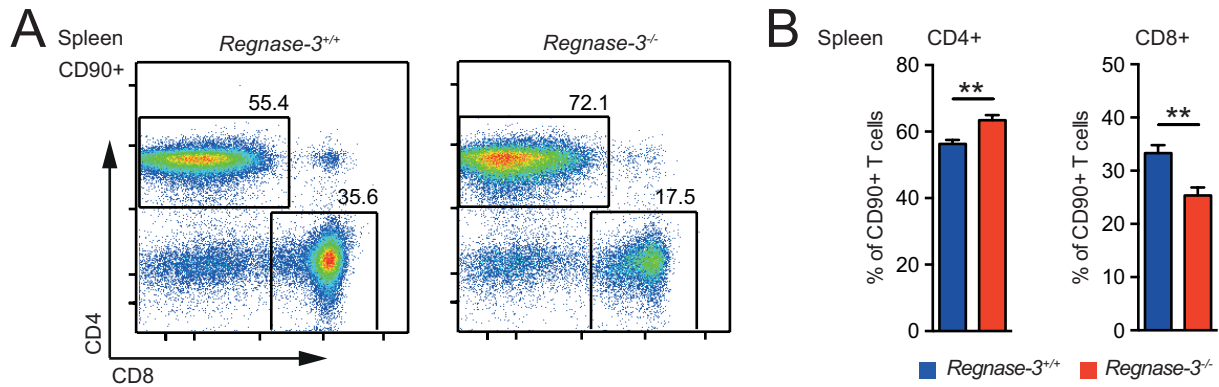 A
Spleen
CD90+
Regnase-3+/+
Regnase-3-/-
55.4
35.6
72.1
17.5
CD4
CD8
B
Spleen
CD4+
CD8+
% of CD90+ T cells
80
60
40
20
0
**
% of CD90+ T cells
50
40
30
20
10
0
**
Regnase-3+/+
Regnase-3-/-